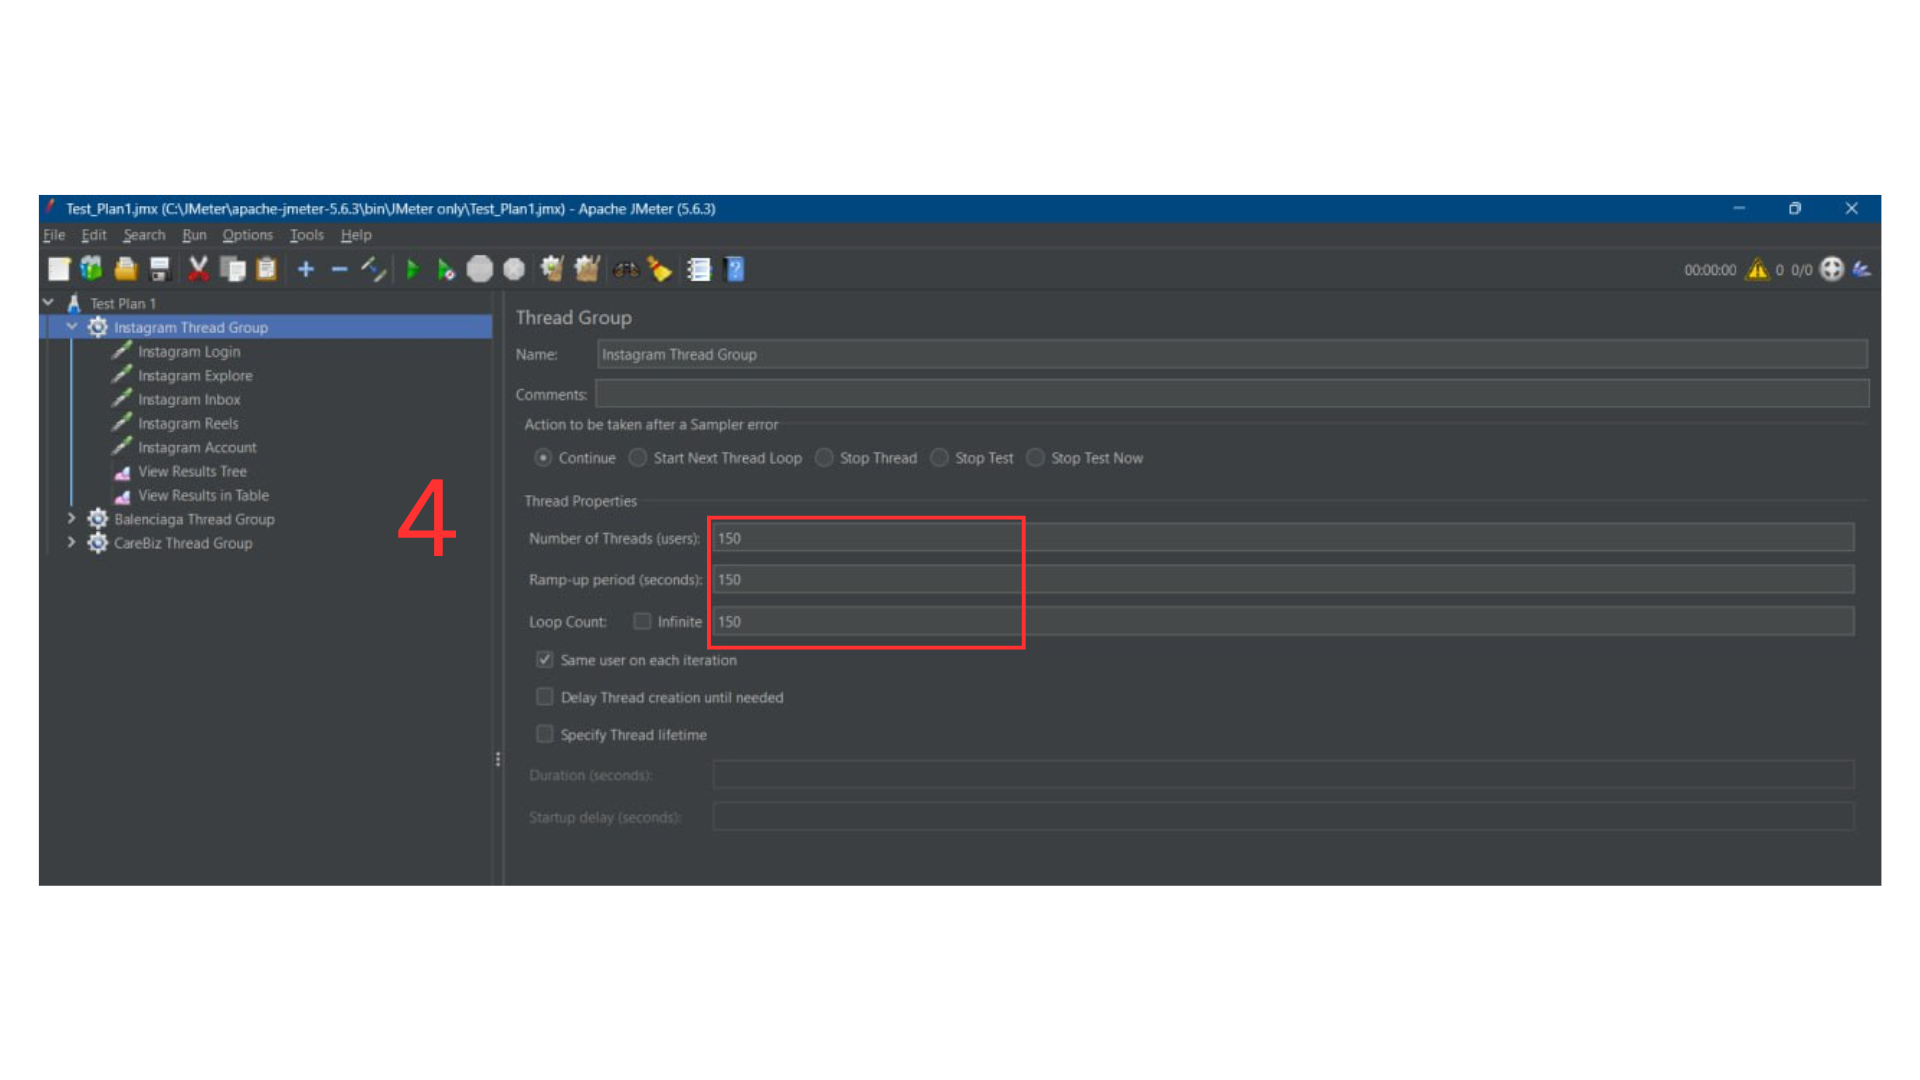 Test_Plan1.jmx (C:\JMeter\apache-jmeter-5.6.3\bin\JMeter only\Test_Plan1.jmx) - Apache JMeter (5.6.3)
File Edit Search Run Options Tools Help
00:00:00 0 0/0
Test Plan 1
Instagram Thread Group
Instagram Login
Instagram Explore
Instagram Inbox
Instagram Reels
Instagram Account
View Results Tree
View Results in Table
Balenciaga Thread Group
CareBiz Thread Group
4
Thread Group
Name: Instagram Thread Group
Comments:
Action to be taken after a Sampler error
Continue Start Next Thread Loop Stop Thread Stop Test Stop Test Now
Thread Properties
Number of Threads (users): 150
Ramp-up period (seconds): 150
Loop Count: Infinite 150
Same user on each iteration
Delay Thread creation until needed
Specify Thread lifetime
Duration (seconds):
Startup delay (seconds):